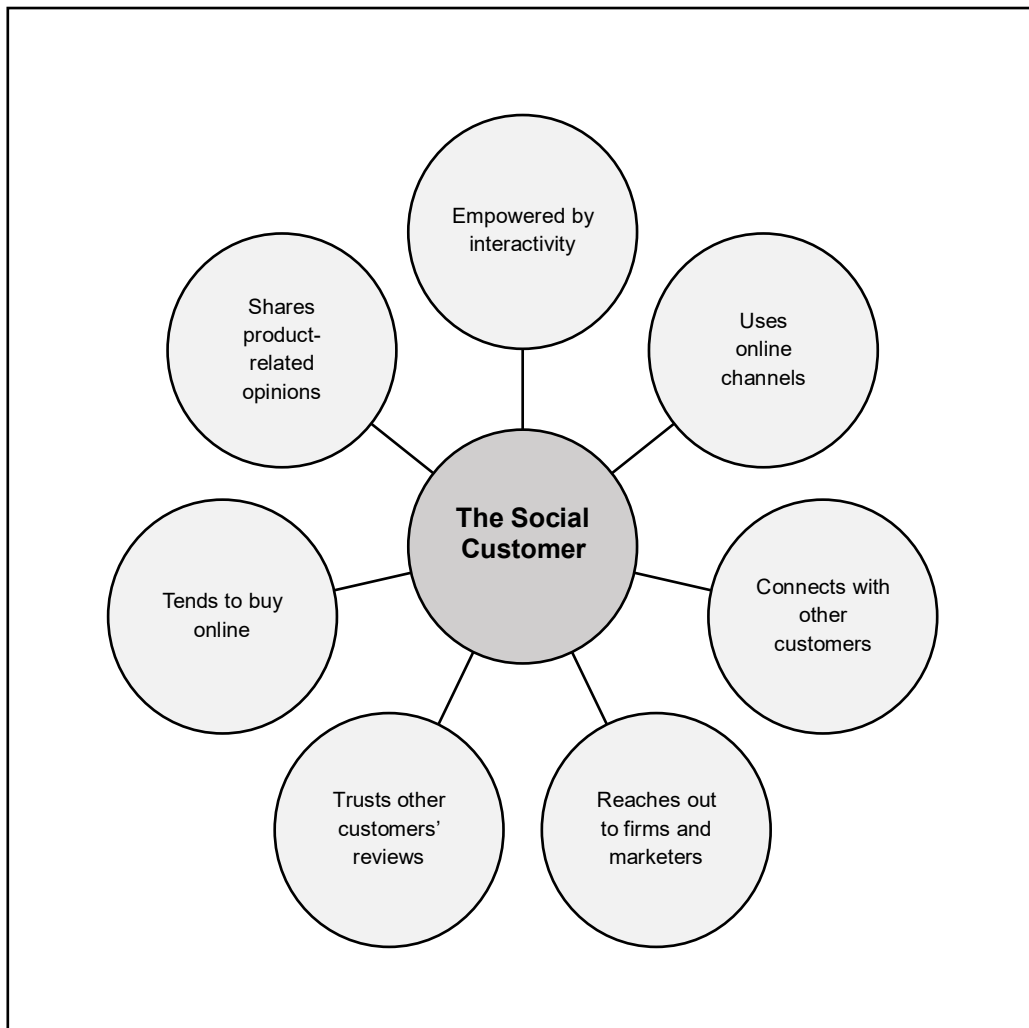 Empowered by
interactivity
Uses
online
channels
Connects with
other
customers
Reaches out
to firms and
marketers
Trusts other
customers’
reviews
Tends to buy
online
Shares
product-
related
opinions
The Social
Customer